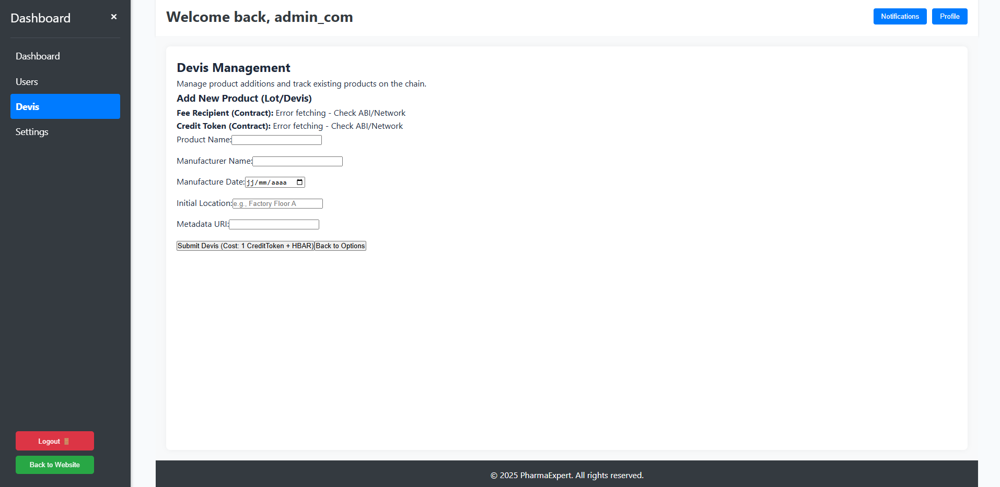 Dashboard ×
Dashboard
Users
Devis
Settings
Logout
Back to Website
Welcome back, admin_com
Notifications Profile
Devis Management
Manage product additions and track existing products on the chain.
Add New Product (Lot/Devis)
Fee Recipient (Contract): Error fetching - Check ABI/Network
Credit Token (Contract): Error fetching - Check ABI/Network
Product Name:
Manufacturer Name:
Manufacture Date: jj/mm/aaaa
Initial Location: e.g., Factory Floor A
Metadata URI:
Submit Devis (Cost: 1 CreditToken + HBAR) Back to Options
© 2025 PharmaExpert. All rights reserved.